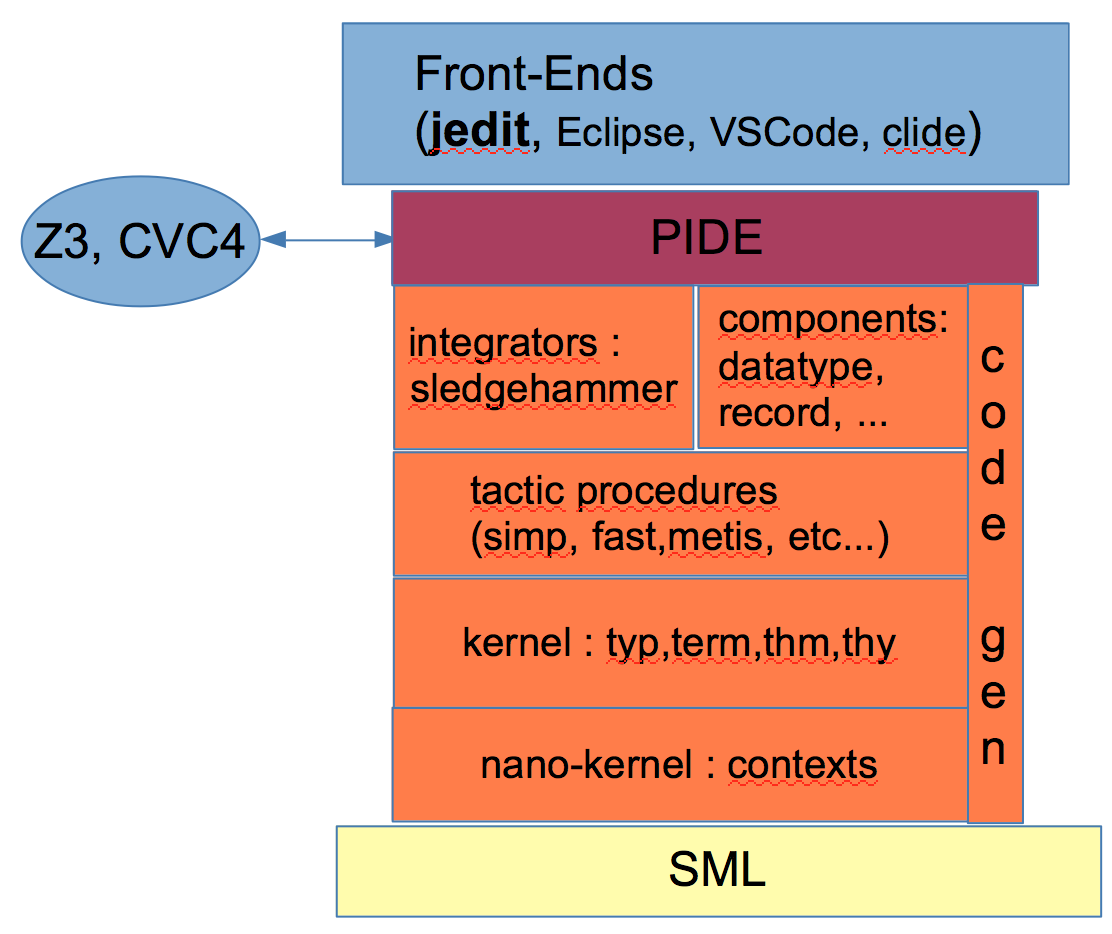 Front-Ends
(jedit, Eclipse, VSCode, clide)
Z3, CVC4
PIDE
integrators :
sledgehammer
components:
datatype,
record, ...
code gen
tactic procedures
(simp, fast,metis, etc...)
kernel : typ,term,thm,thy
nano-kernel : contexts
SML